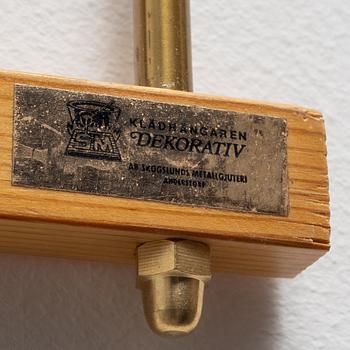 SM
KLÄDHÄNGAREN
DEKORATIV
AB SKOGSLUNDS METALLGJUTERI
ANDERSTORP